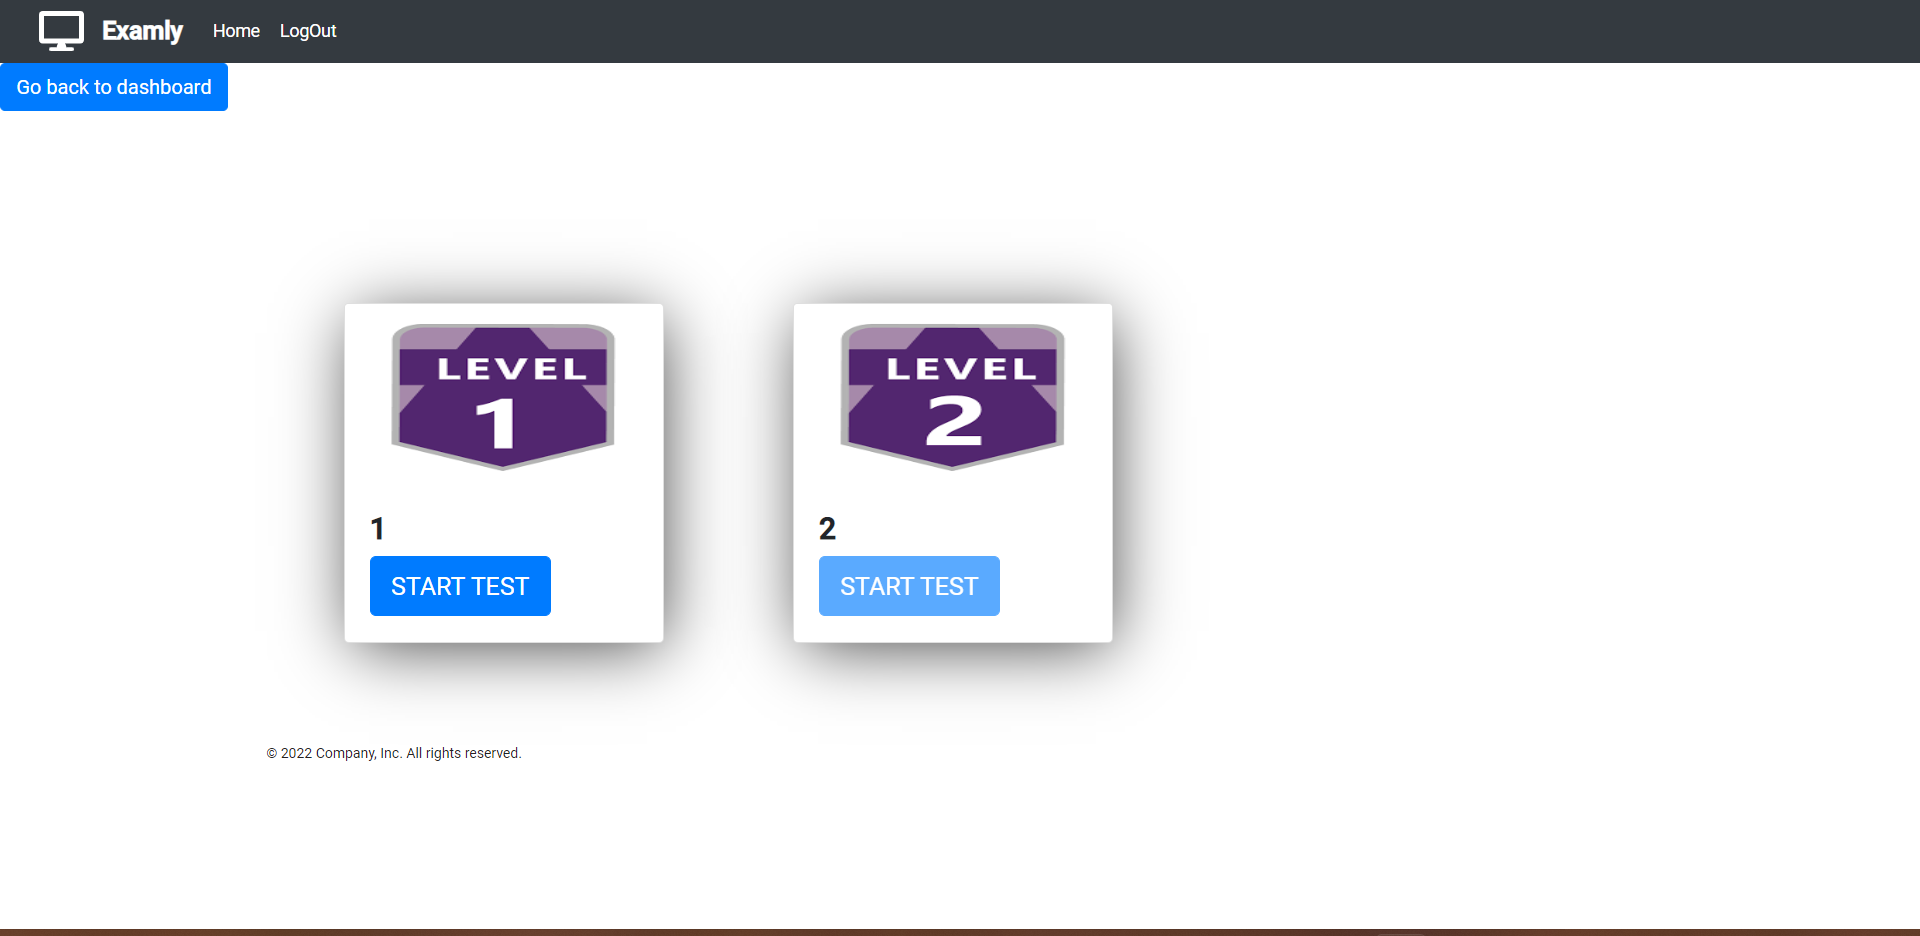 Examly Home LogOut
Go back to dashboard
LEVEL
1
1
START TEST
LEVEL
2
2
START TEST
© 2022 Company, Inc. All rights reserved.